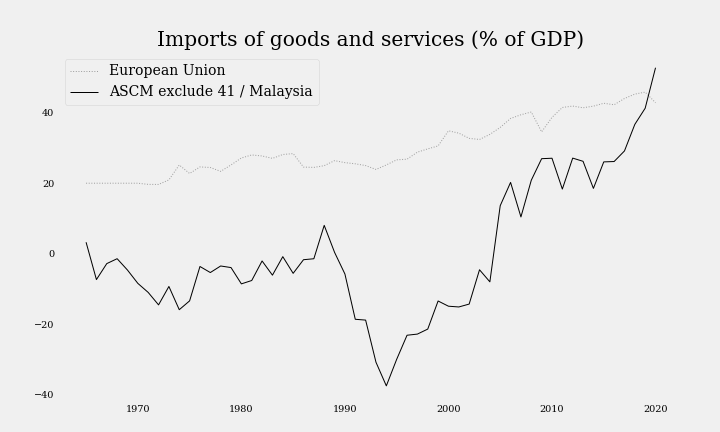 Imports of goods and services (% of GDP)
European Union
ASCM exclude 41 / Malaysia
40
20
0
−20
−40
1970 1980 1990 2000 2010 2020